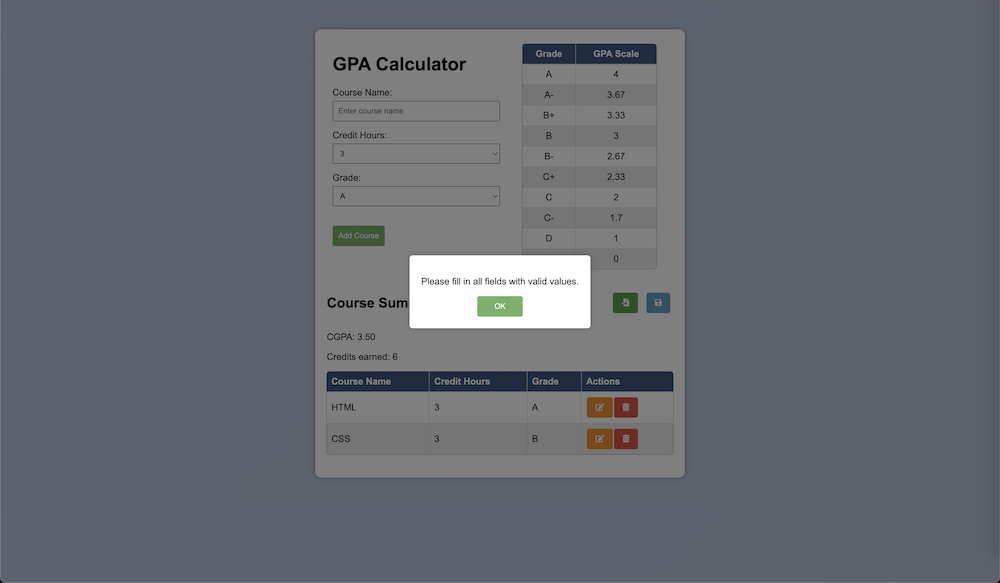 GPA Calculator
Course Name:
Enter course name
Credit Hours:
3
Grade:
A
Add Course
Grade GPA Scale
A 4
A- 3.67
B+ 3.33
B 3
B- 2.67
C+ 2.33
C 2
C- 1.7
D 1
0
Please fill in all fields with valid values.
OK
Course Sum
CGPA: 3.50
Credits earned: 6
Course Name Credit Hours Grade Actions
HTML 3 A
CSS 3 B